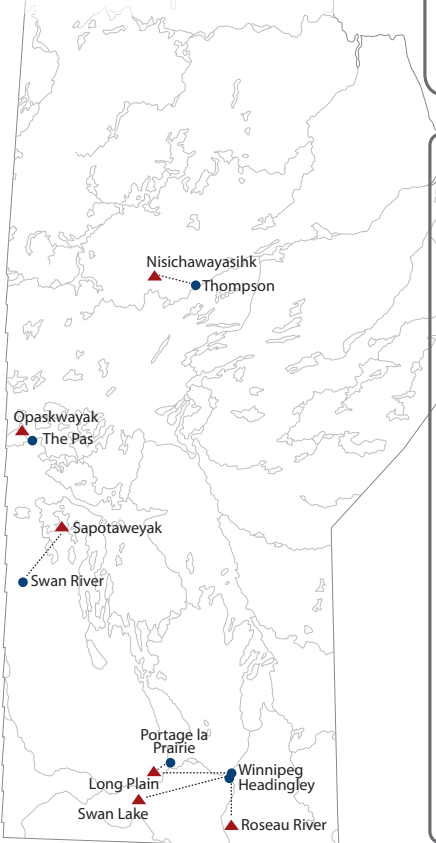 Nisichawayasihk
Thompson
Opaskwayak
The Pas
Sapotaweyak
Swan River
Portage la
Prairie
Winnipeg
Long Plain
Headingley
Swan Lake
Roseau River